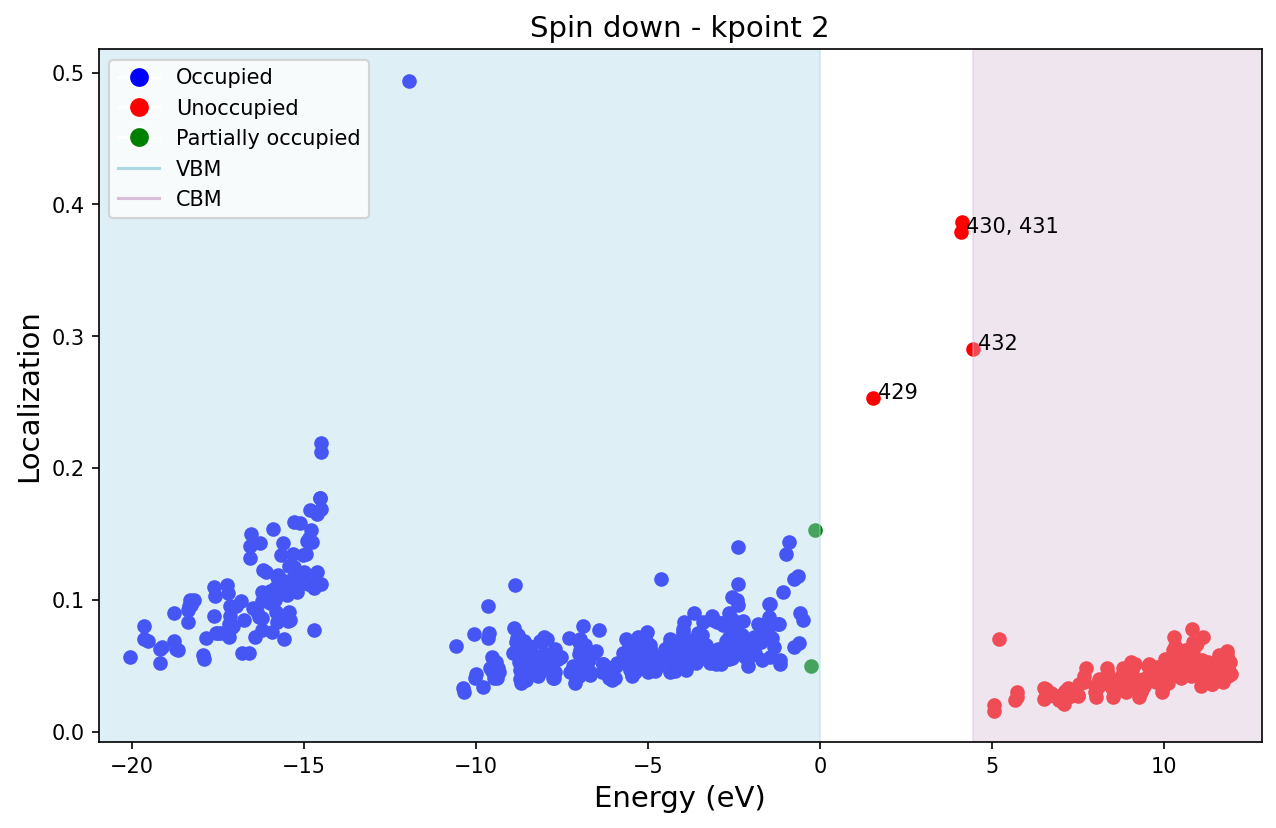 Spin down - kpoint 2
Occupied
Unoccupied
Partially occupied
VBM
CBM
430, 431
432
429
Localization
0.5
0.4
0.3
0.2
0.1
0.0
−20
−15
−10
−5
0
5
10
Energy (eV)